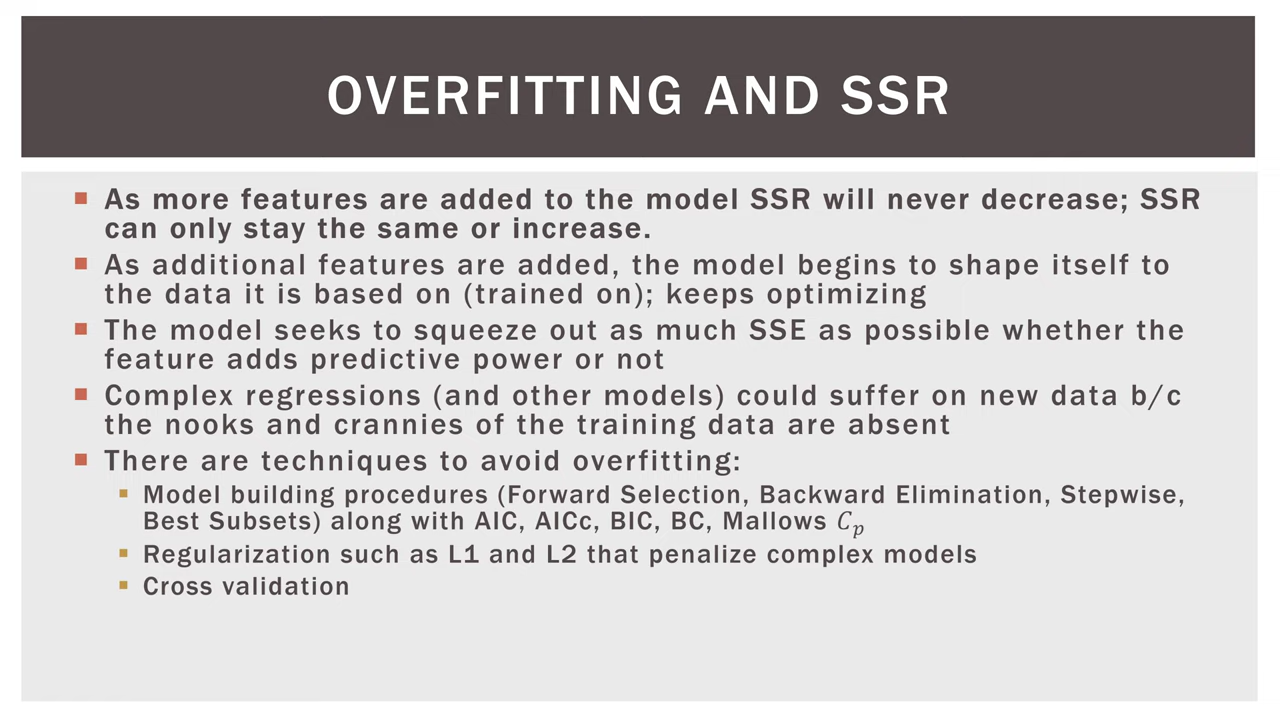 OVERFITTING AND SSR
As more features are added to the model SSR will never decrease; SSR
can only stay the same or increase.
As additional features are added, the model begins to shape itself to
the data it is based on (trained on); keeps optimizing
The model seeks to squeeze out as much SSE as possible whether the
feature adds predictive power or not
Complex regressions (and other models) could suffer on new data b/c
the nooks and crannies of the training data are absent
There are techniques to avoid overfitting:
Model building procedures (Forward Selection, Backward Elimination, Stepwise,
Best Subsets) along with AIC, AICc, BIC, BC, Mallows C_p
Regularization such as L1 and L2 that penalize complex models
Cross validation